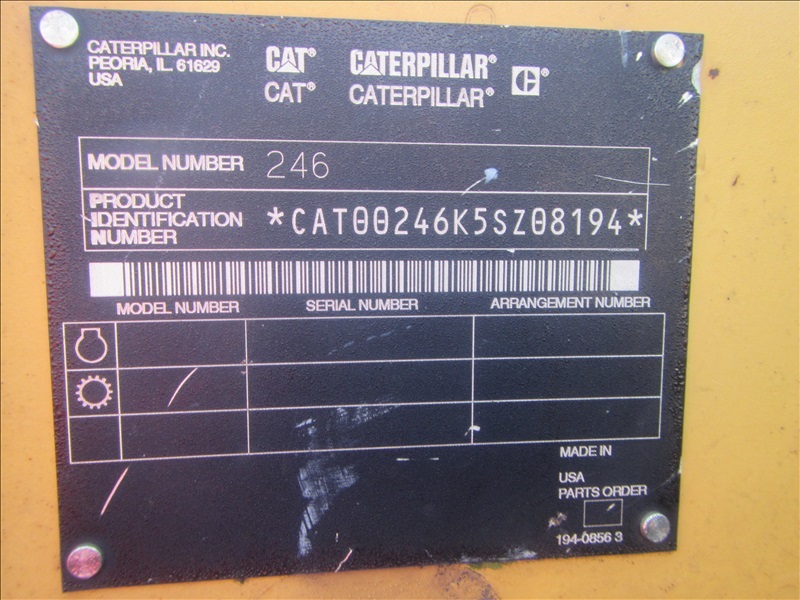 CATERPILLAR INC.
PEORIA, IL. 61629
USA
CAT® CATERPILLAR® C®
CAT® CATERPILLAR®
MODEL NUMBER 246
PRODUCT
IDENTIFICATION
NUMBER
*CAT00246K5SZ08194*
MODEL NUMBER SERIAL NUMBER ARRANGEMENT NUMBER
MADE IN
USA
PARTS ORDER
194-0856 3